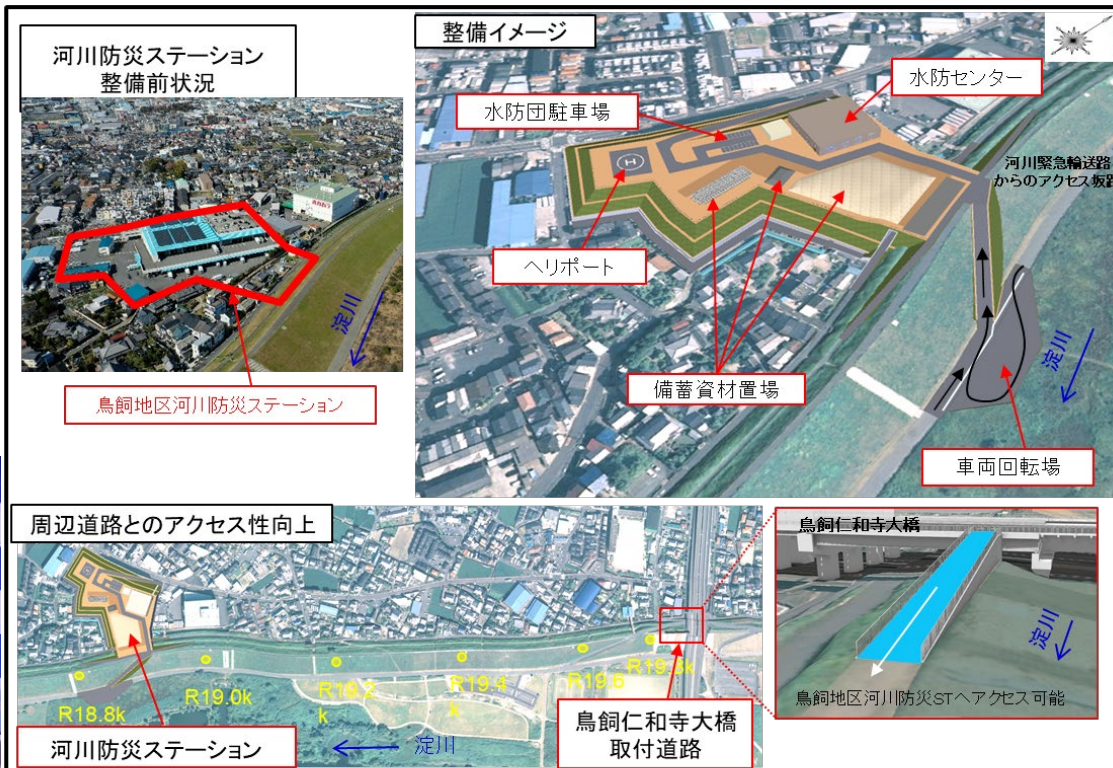 河川防災ステーション
整備前状況
淀川
鳥飼地区河川防災ステーション
整備イメージ
水防センター
水防団駐車場
河川緊急輸送路
からのアクセス坂路
H
ヘリポート
備蓄資材置場
淀川
車両回転場
周辺道路とのアクセス性向上
R18.8k
R19.0k
R19.2
k
R19.4
k
R19.6
R19.8k
河川防災ステーション
淀川
鳥飼仁和寺大橋
取付道路
鳥飼仁和寺大橋
淀川
鳥飼地区河川防災STへアクセス可能